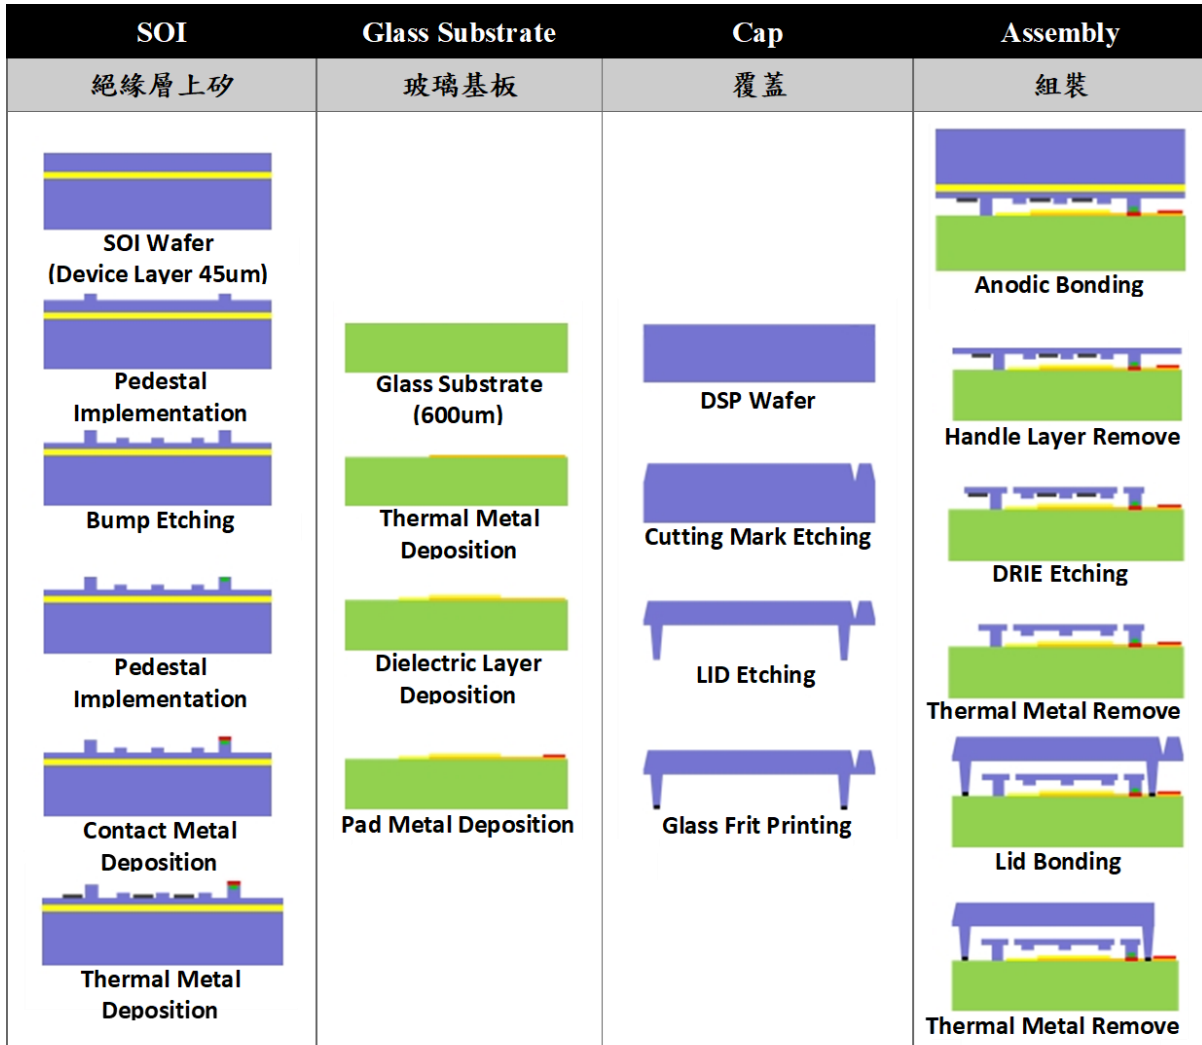 SOI
Glass Substrate
Cap
Assembly
絕緣層上矽
玻璃基板
覆蓋
組裝
SOI Wafer
(Device Layer 45um)
Pedestal
Implementation
Bump Etching
Pedestal
Implementation
Contact Metal
Deposition
Thermal Metal
Deposition
Glass Substrate
(600um)
Thermal Metal
Deposition
Dielectric Layer
Deposition
Pad Metal Deposition
DSP Wafer
Cutting Mark Etching
LID Etching
Glass Frit Printing
Anodic Bonding
Handle Layer Remove
DRIE Etching
Thermal Metal Remove
Lid Bonding
Thermal Metal Remove